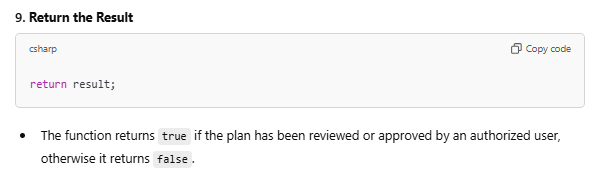 9. Return the Result
csharp
Copy code
return result;
• The function returns true if the plan has been reviewed or approved by an authorized user,
otherwise it returns false.